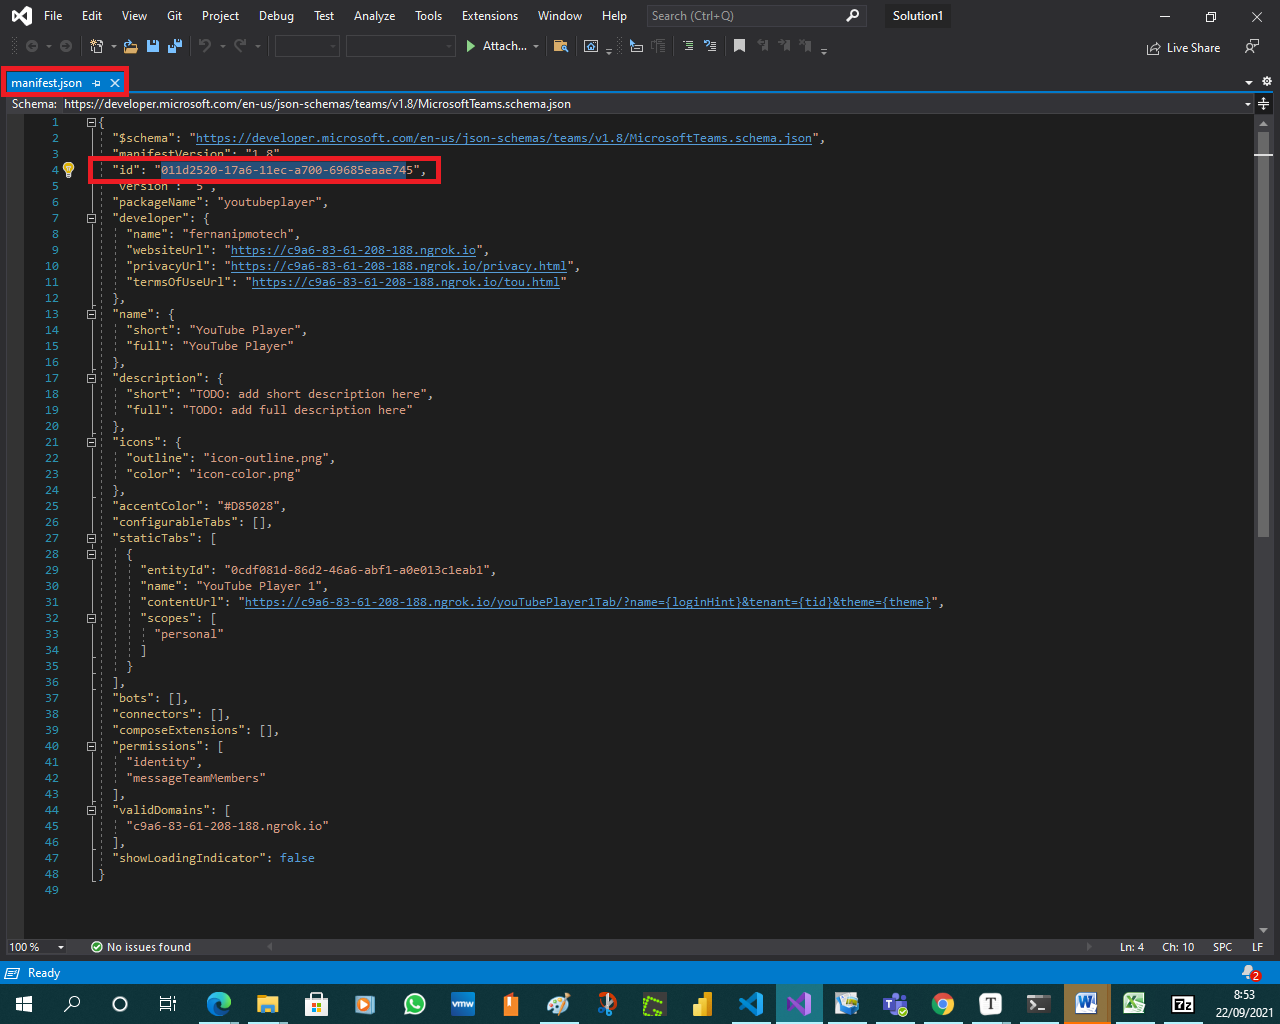 File Edit View Git Project Debug Test Analyze Tools Extensions Window Help Search (Ctrl+Q) Solution1
Attach... Live Share
manifest.json
Schema: https://developer.microsoft.com/en-us/json-schemas/teams/v1.8/MicrosoftTeams.schema.json
1 {
2 "$schema": "https://developer.microsoft.com/en-us/json-schemas/teams/v1.8/MicrosoftTeams.schema.json",
3 "manifestVersion": "1.8"
4 "id": "011d2520-17a6-11ec-a700-69685eaae745",
5 "version": "5",
6 "packageName": "youtubeplayer",
7 "developer": {
8 "name": "fernanipmotech",
9 "websiteUrl": "https://c9a6-83-61-208-188.ngrok.io",
10 "privacyUrl": "https://c9a6-83-61-208-188.ngrok.io/privacy.html",
11 "termsOfUseUrl": "https://c9a6-83-61-208-188.ngrok.io/tou.html"
12 },
13 "name": {
14 "short": "YouTube Player",
15 "full": "YouTube Player"
16 },
17 "description": {
18 "short": "TODO: add short description here",
19 "full": "TODO: add full description here"
20 },
21 "icons": {
22 "outline": "icon-outline.png",
23 "color": "icon-color.png"
24 },
25 "accentColor": "#D85028",
26 "configurableTabs": [],
27 "staticTabs": [
28 {
29 "entityId": "0cdf081d-86d2-46a6-abf1-a0e013c1eab1",
30 "name": "YouTube Player 1",
31 "contentUrl": "https://c9a6-83-61-208-188.ngrok.io/youTubePlayer1Tab/?name={loginHint}&tenant={tid}&theme={theme}",
32 "scopes": [
33 "personal"
34 ]
35 }
36 ],
37 "bots": [],
38 "connectors": [],
39 "composeExtensions": [],
40 "permissions": [
41 "identity",
42 "messageTeamMembers"
43 ],
44 "validDomains": [
45 "c9a6-83-61-208-188.ngrok.io"
46 ],
47 "showLoadingIndicator": false
48 }
49
100 % No issues found Ln: 4 Ch: 10 SPC LF
Ready 2
vmw T W 7z 8:53
22/09/2021